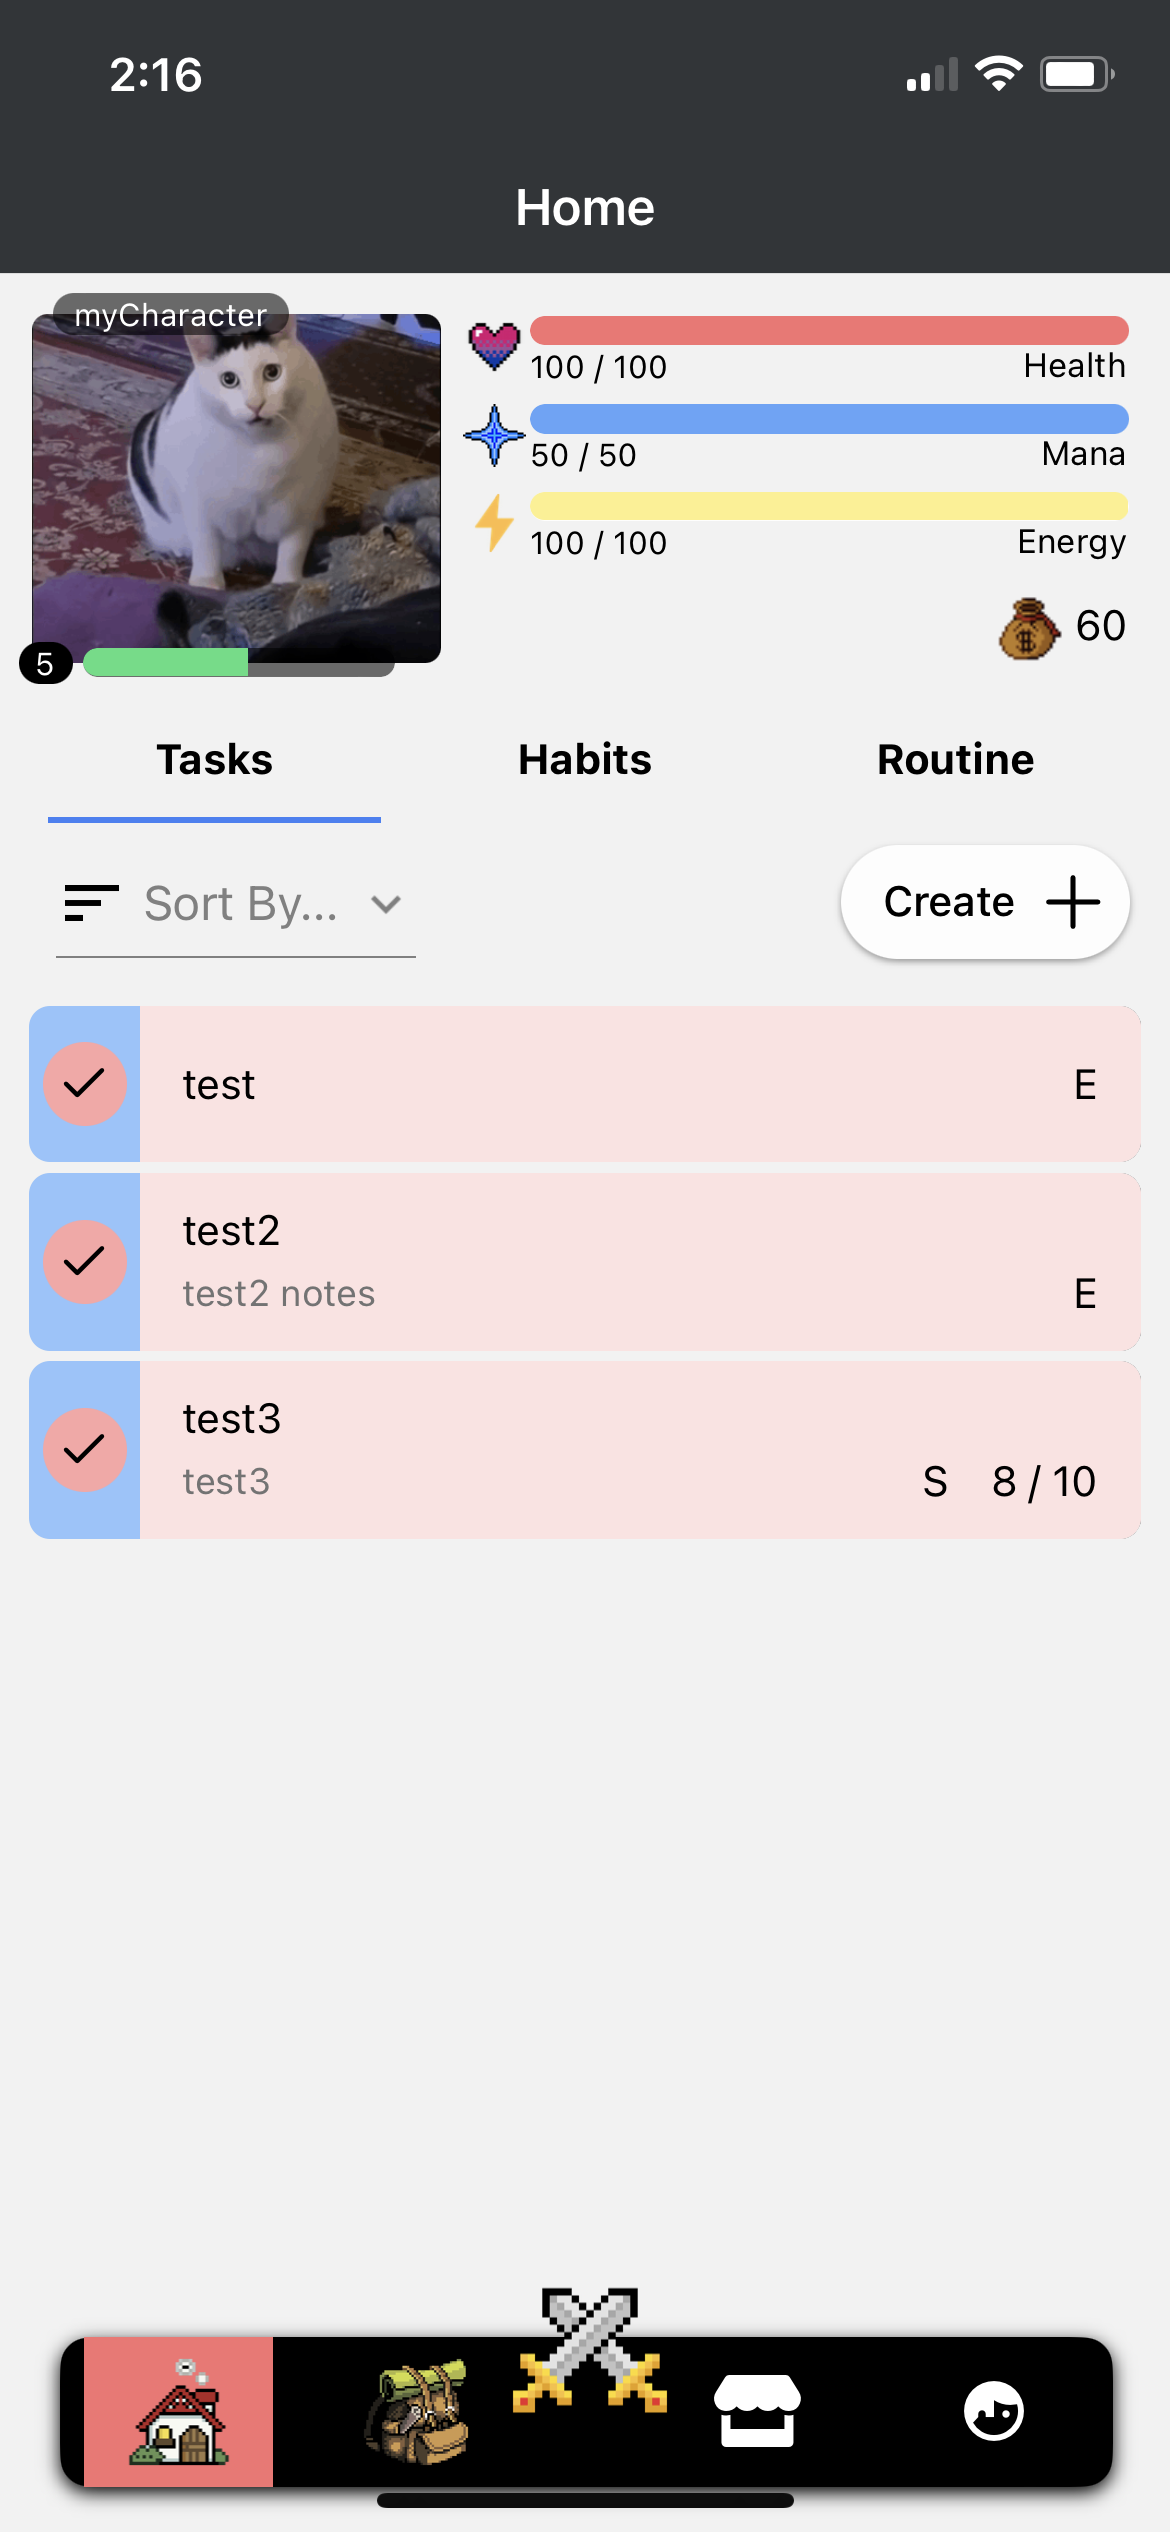 2:16
Home
myCharacter
100 / 100 Health
50 / 50 Mana
100 / 100 Energy
60
5
Tasks Habits Routine
Sort By... Create
test E
test2
test2 notes E
test3
test3 S 8 / 10